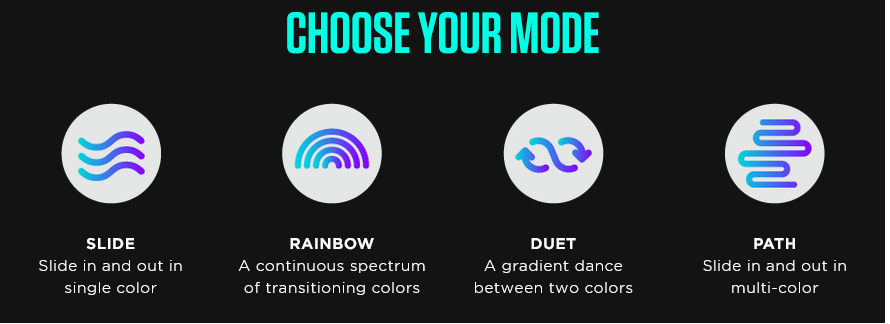 CHOOSE YOUR MODE
SLIDE
Slide in and out in
single color
RAINBOW
A continuous spectrum
of transitioning colors
DUET
A gradient dance
between two colors
PATH
Slide in and out in
multi-color